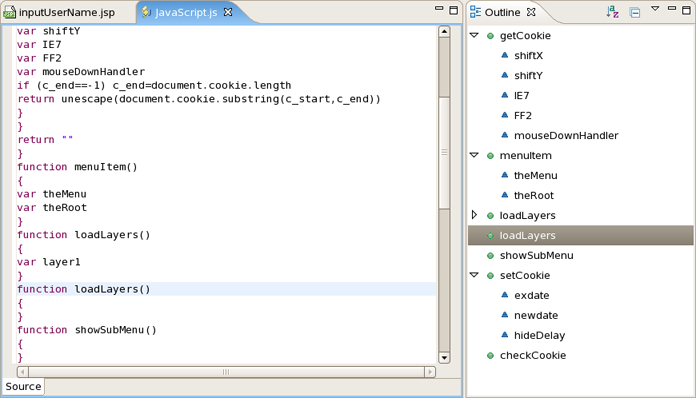 inputUserName.jsp
JavaScript.js
var shiftY
var IE7
var FF2
var mouseDownHandler
if (c_end==-1) c_end=document.cookie.length
return unescape(document.cookie.substring(c_start,c_end))
}
}
return ""
}
function menuItem()
{
var theMenu
var theRoot
}
function loadLayers()
{
var layer1
}
function loadLayers()
{
}
function showSubMenu()
{
}
Source
Outline
getCookie
shiftX
shiftY
IE7
FF2
mouseDownHandler
menuItem
theMenu
theRoot
loadLayers
loadLayers
showSubMenu
setCookie
exdate
newdate
hideDelay
checkCookie